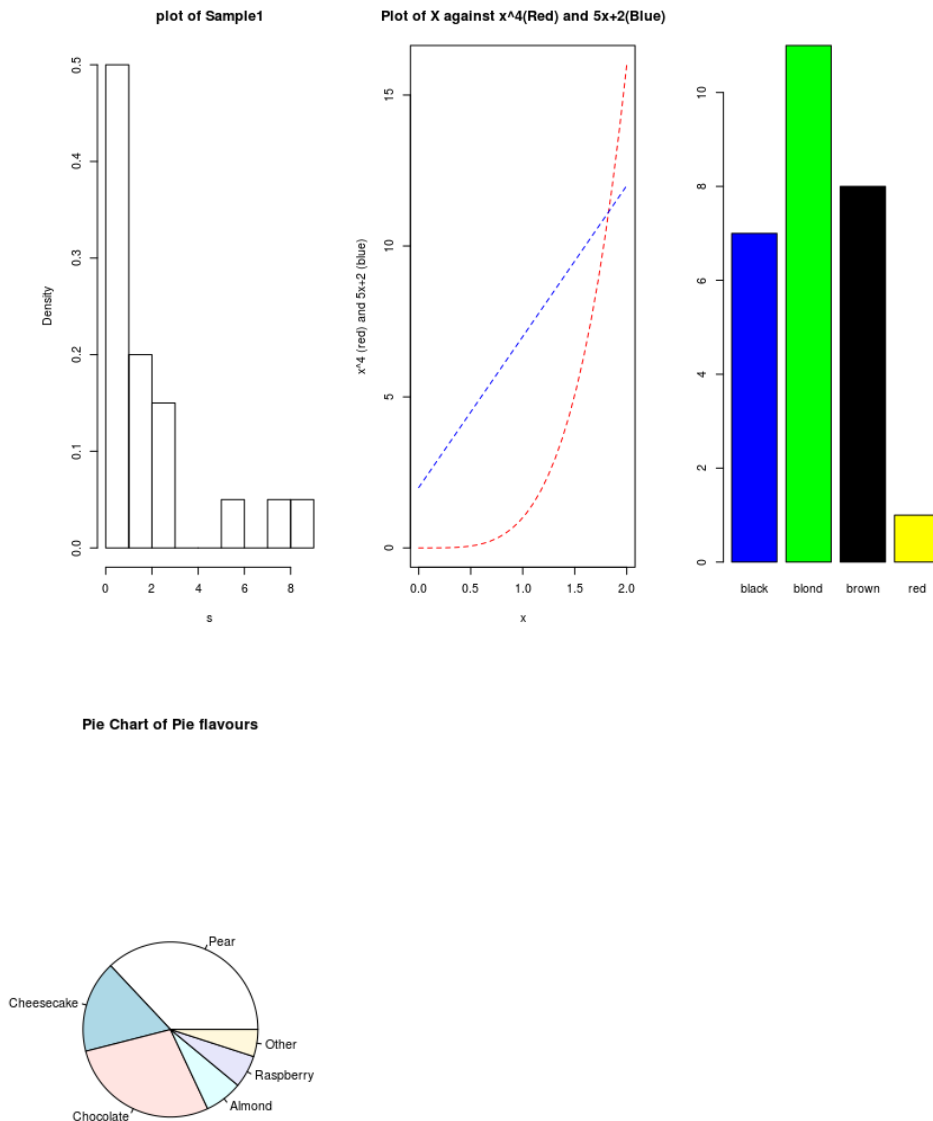 plot of Sample1
Density
0.0
0.1
0.2
0.3
0.4
0.5
0 2 4 6 8
s
Plot of X against x^4(Red) and 5x+2(Blue)
x^4 (red) and 5x+2 (blue)
0
5
10
15
0.0 0.5 1.0 1.5 2.0
x
0
2
4
6
8
10
black blond brown red
Pie Chart of Pie flavours
Pear
Cheesecake
Chocolate
Almond
Raspberry
Other